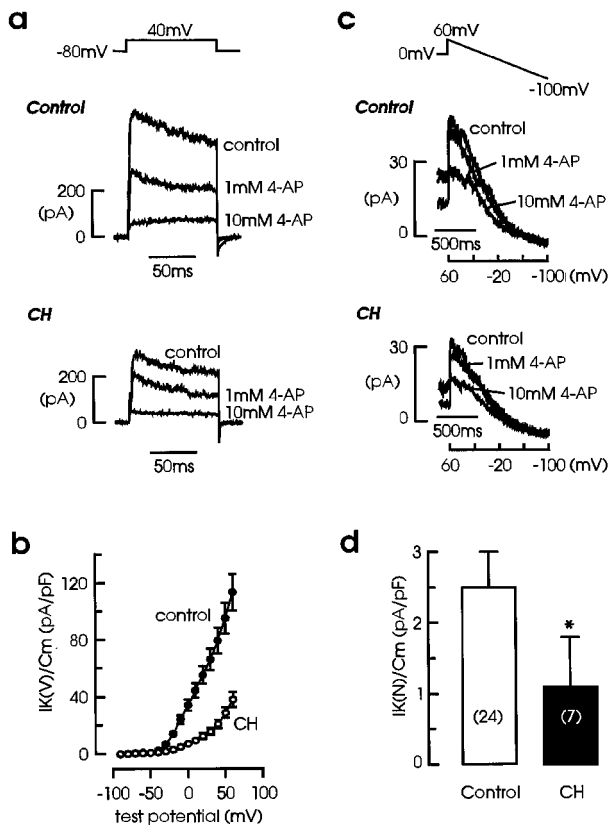 a
40mV
-80mV
Control
control
1mM 4-AP
10mM 4-AP
200
(pA)
0
50ms
CH
control
1mM 4-AP
10mM 4-AP
200
(pA)
0
50ms
c
60mV
0mV
-100mV
Control
control
1mM 4-AP
10mM 4-AP
30
(pA)
0
500ms
60 -20 -100 (mV)
CH
control
1mM 4-AP
10mM 4-AP
30
(pA)
0
500ms
60 -20 -100 (mV)
b
IK(V)/Cm (pA/pF)
120
80
40
0
control
CH
-100 -50 0 50 100
test potential (mV)
d
IK(N)/Cm (pA/pF)
3
2
1
0
*
(24)
(7)
Control CH